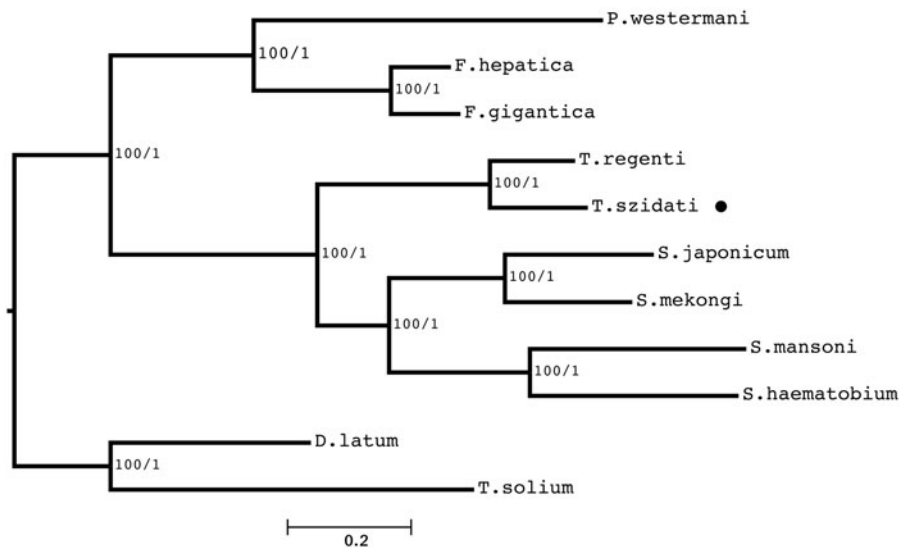 P.westermani
100/1
F.hepatica
100/1
F.gigantica
100/1
T.regenti
100/1
T.szidati
100/1
S.japonicum
100/1
S.mekongi
100/1
S.mansoni
100/1
S.haematobium
D.latum
100/1
T.solium
0.2